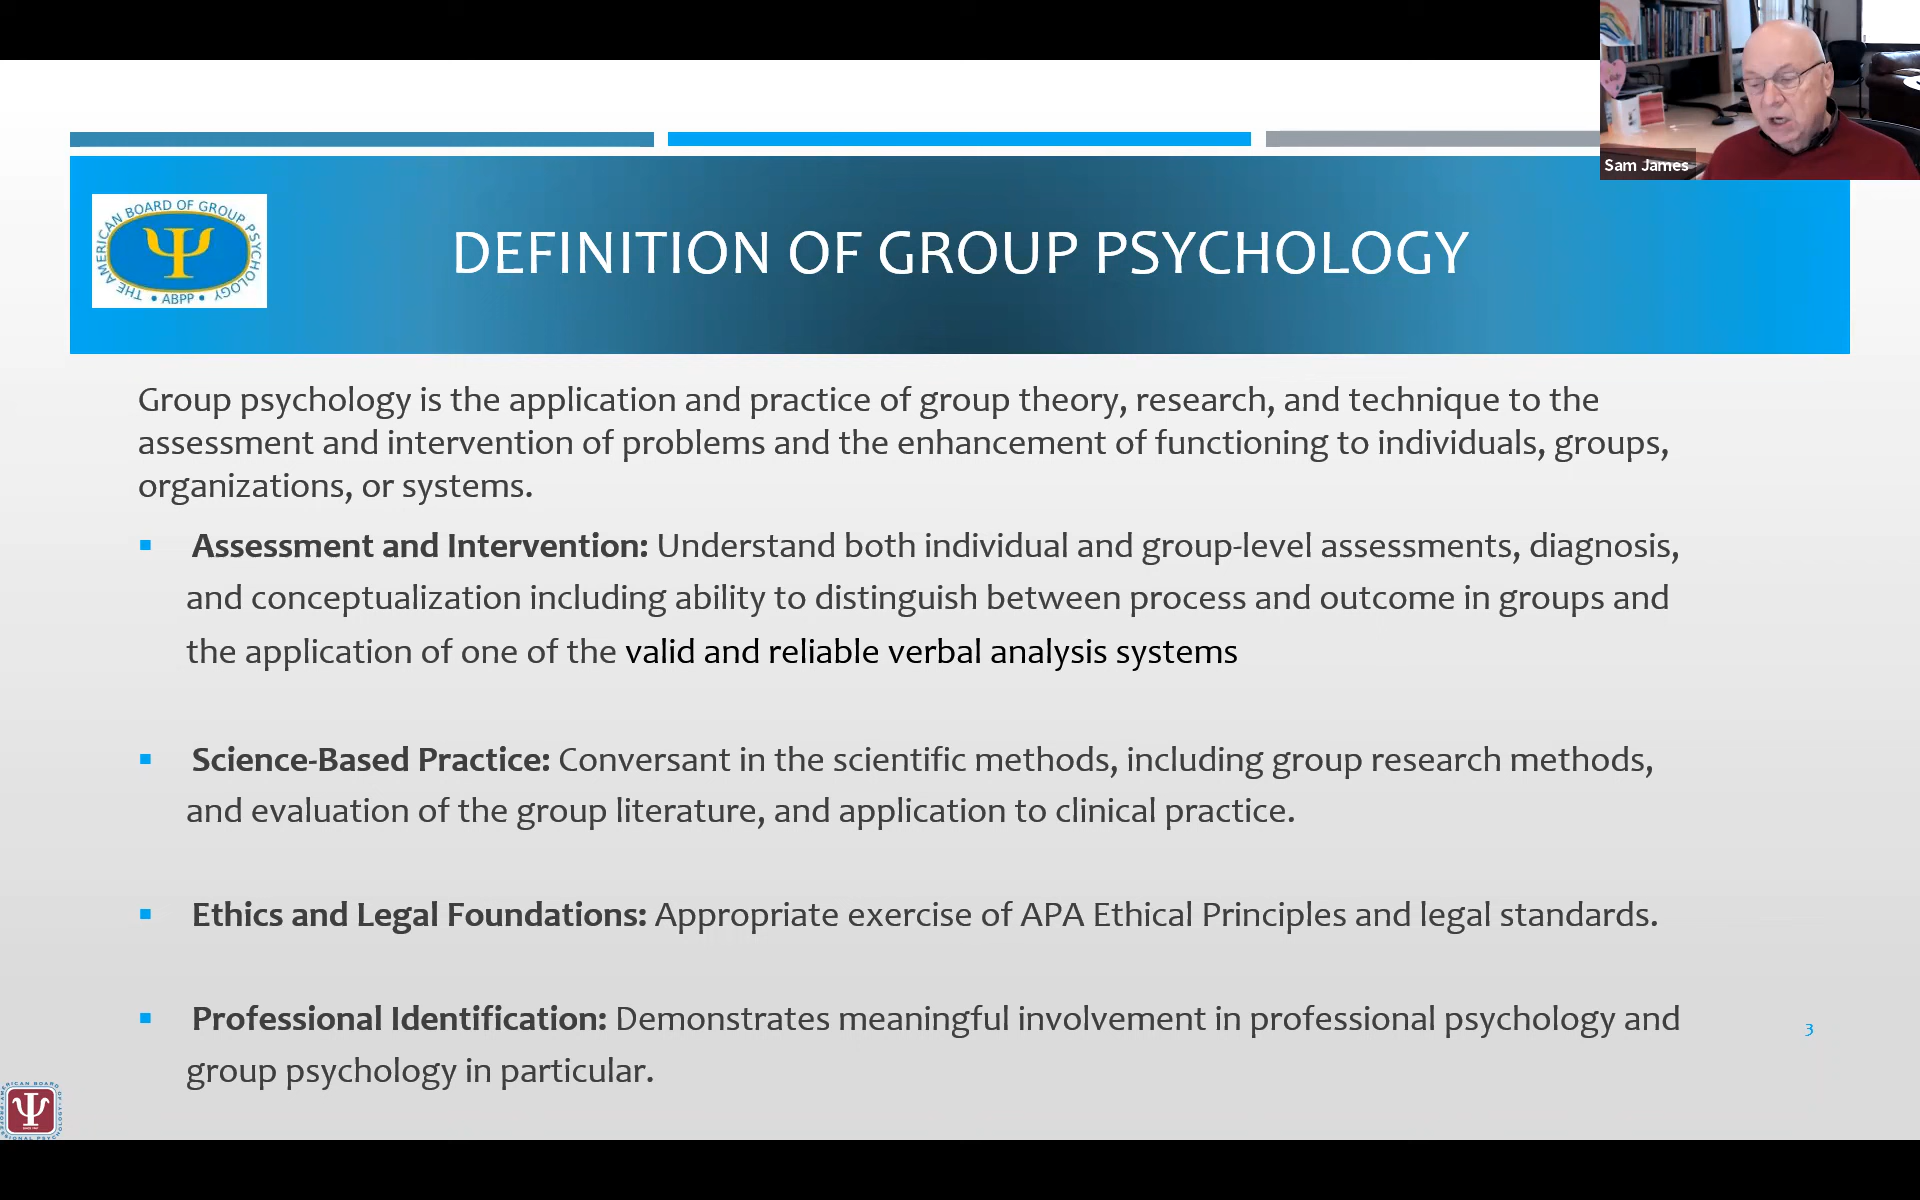 Sam James
THE AMERICAN BOARD OF GROUP PSYCHOLOGY
• ABPP •
DEFINITION OF GROUP PSYCHOLOGY
Group psychology is the application and practice of group theory, research, and technique to the
assessment and intervention of problems and the enhancement of functioning to individuals, groups,
organizations, or systems.
▪ Assessment and Intervention: Understand both individual and group-level assessments, diagnosis,
and conceptualization including ability to distinguish between process and outcome in groups and
the application of one of the valid and reliable verbal analysis systems
▪ Science-Based Practice: Conversant in the scientific methods, including group research methods,
and evaluation of the group literature, and application to clinical practice.
▪ Ethics and Legal Foundations: Appropriate exercise of APA Ethical Principles and legal standards.
▪ Professional Identification: Demonstrates meaningful involvement in professional psychology and
group psychology in particular.
3
AMERICAN BOARD OF PROFESSIONAL PSYCHOLOGY